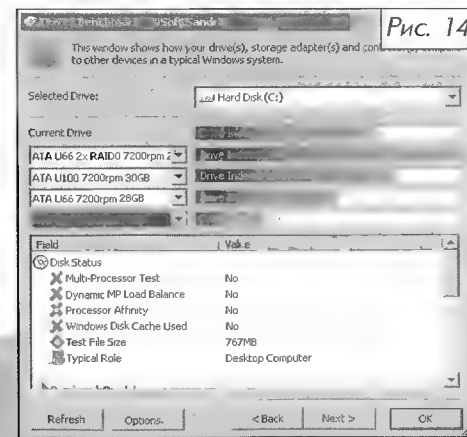 Рис. 14
This window shows how your drive(s), storage adapter(s) and
to other devices in a typical Windows system.
Selected Drive:
Hard Disk (C:)
Current Drive
ATA U66 2x RAID0 7200rpm
Drive Index
ATA U100 7200rpm 30GB
Drive Index
ATA U66 7200rpm 28GB
Field
Value
Disk Status
Multi-Processor Test
No
Dynamic MP Load Balance
No
Processor Affinity
No
Windows Disk Cache Used
No
Test File Size
767MB
Typical Role
Desktop Computer
Refresh
Options
< Back
Next >
OK